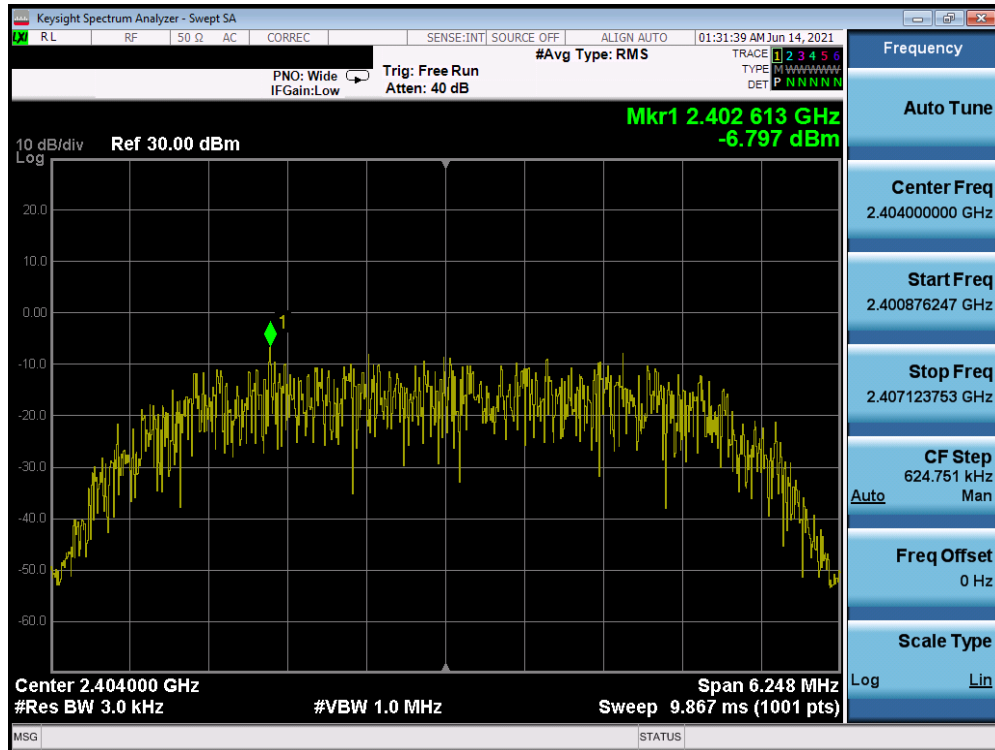 Keysight Spectrum Analyzer - Swept SA
LXI RL RF 50 Ω AC CORREC SENSE:INT SOURCE OFF ALIGN AUTO 01:31:39 AM Jun 14, 2021
#Avg Type: RMS
TRACE 1 2 3 4 5 6
PNO: Wide Trig: Free Run TYPE M W W W W W
IFGain:Low Atten: 40 dB DET P N N N N N
Mkr1 2.402 613 GHz
-6.797 dBm
10 dB/div Ref 30.00 dBm
Log
20.0
10.0
0.00
1
-10.0
-20.0
-30.0
-40.0
-50.0
-60.0
Center 2.404000 GHz Span 6.248 MHz
#Res BW 3.0 kHz #VBW 1.0 MHz Sweep 9.867 ms (1001 pts)
MSG STATUS
Frequency
Auto Tune
Center Freq
2.404000000 GHz
Start Freq
2.400876247 GHz
Stop Freq
2.407123753 GHz
CF Step
624.751 kHz
Auto Man
Freq Offset
0 Hz
Scale Type
Log Lin